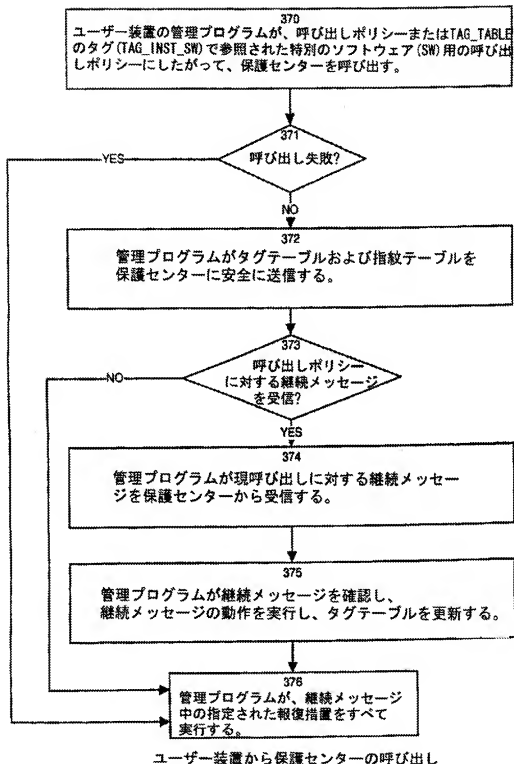 370
ユーザー装置の管理プログラムが、呼び出しポリシーまたはTAG_TABLE
のタグ(TAG_INST_SW)で参照された特別のソフトウェア(SW)用の呼び出
しポリシーにしたがって、保護センターを呼び出す。
371
呼び出し失敗?
YES
NO
372
管理プログラムがタグテーブルおよび指紋テーブルを
保護センターに安全に送信する。
373
呼び出しポリシー
に対する継続メッセージ
を受信?
NO
YES
374
管理プログラムが現呼び出しに対する継続メッセー
ジを保護センターから受信する。
375
管理プログラムが継続メッセージを確認し、
継続メッセージの動作を実行し、タグテーブルを更新する。
376
管理プログラムが、継続メッセージ
中の指定された報復措置をすべて
実行する。
ユーザー装置から保護センターの呼び出し